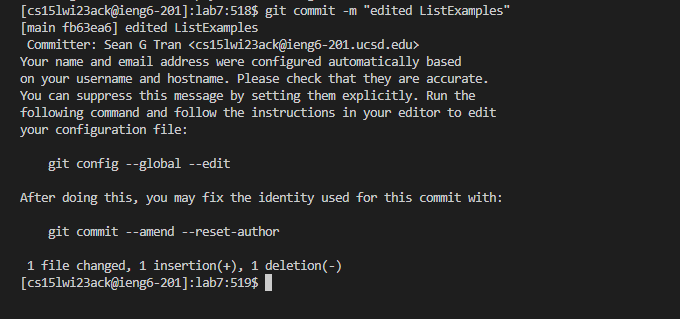 [cs15lwi23ack@ieng6-201]:lab7:518$ git commit -m "edited ListExamples"
[main fb63ea6] edited ListExamples
Committer: Sean G Tran <cs15lwi23ack@ieng6-201.ucsd.edu>
Your name and email address were configured automatically based
on your username and hostname. Please check that they are accurate.
You can suppress this message by setting them explicitly. Run the
following command and follow the instructions in your editor to edit
your configuration file:
git config --global --edit
After doing this, you may fix the identity used for this commit with:
git commit --amend --reset-author
1 file changed, 1 insertion(+), 1 deletion(-)
[cs15lwi23ack@ieng6-201]:lab7:519$